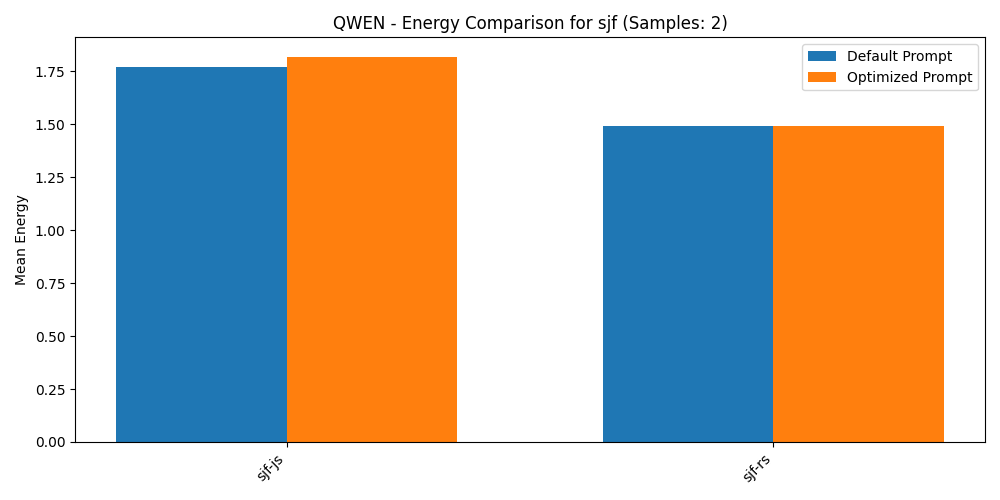 QWEN - Energy Comparison for sjf (Samples: 2)
Default Prompt
Optimized Prompt
Mean Energy
1.75
1.50
1.25
1.00
0.75
0.50
0.25
0.00
sjf-js
sjf-rs